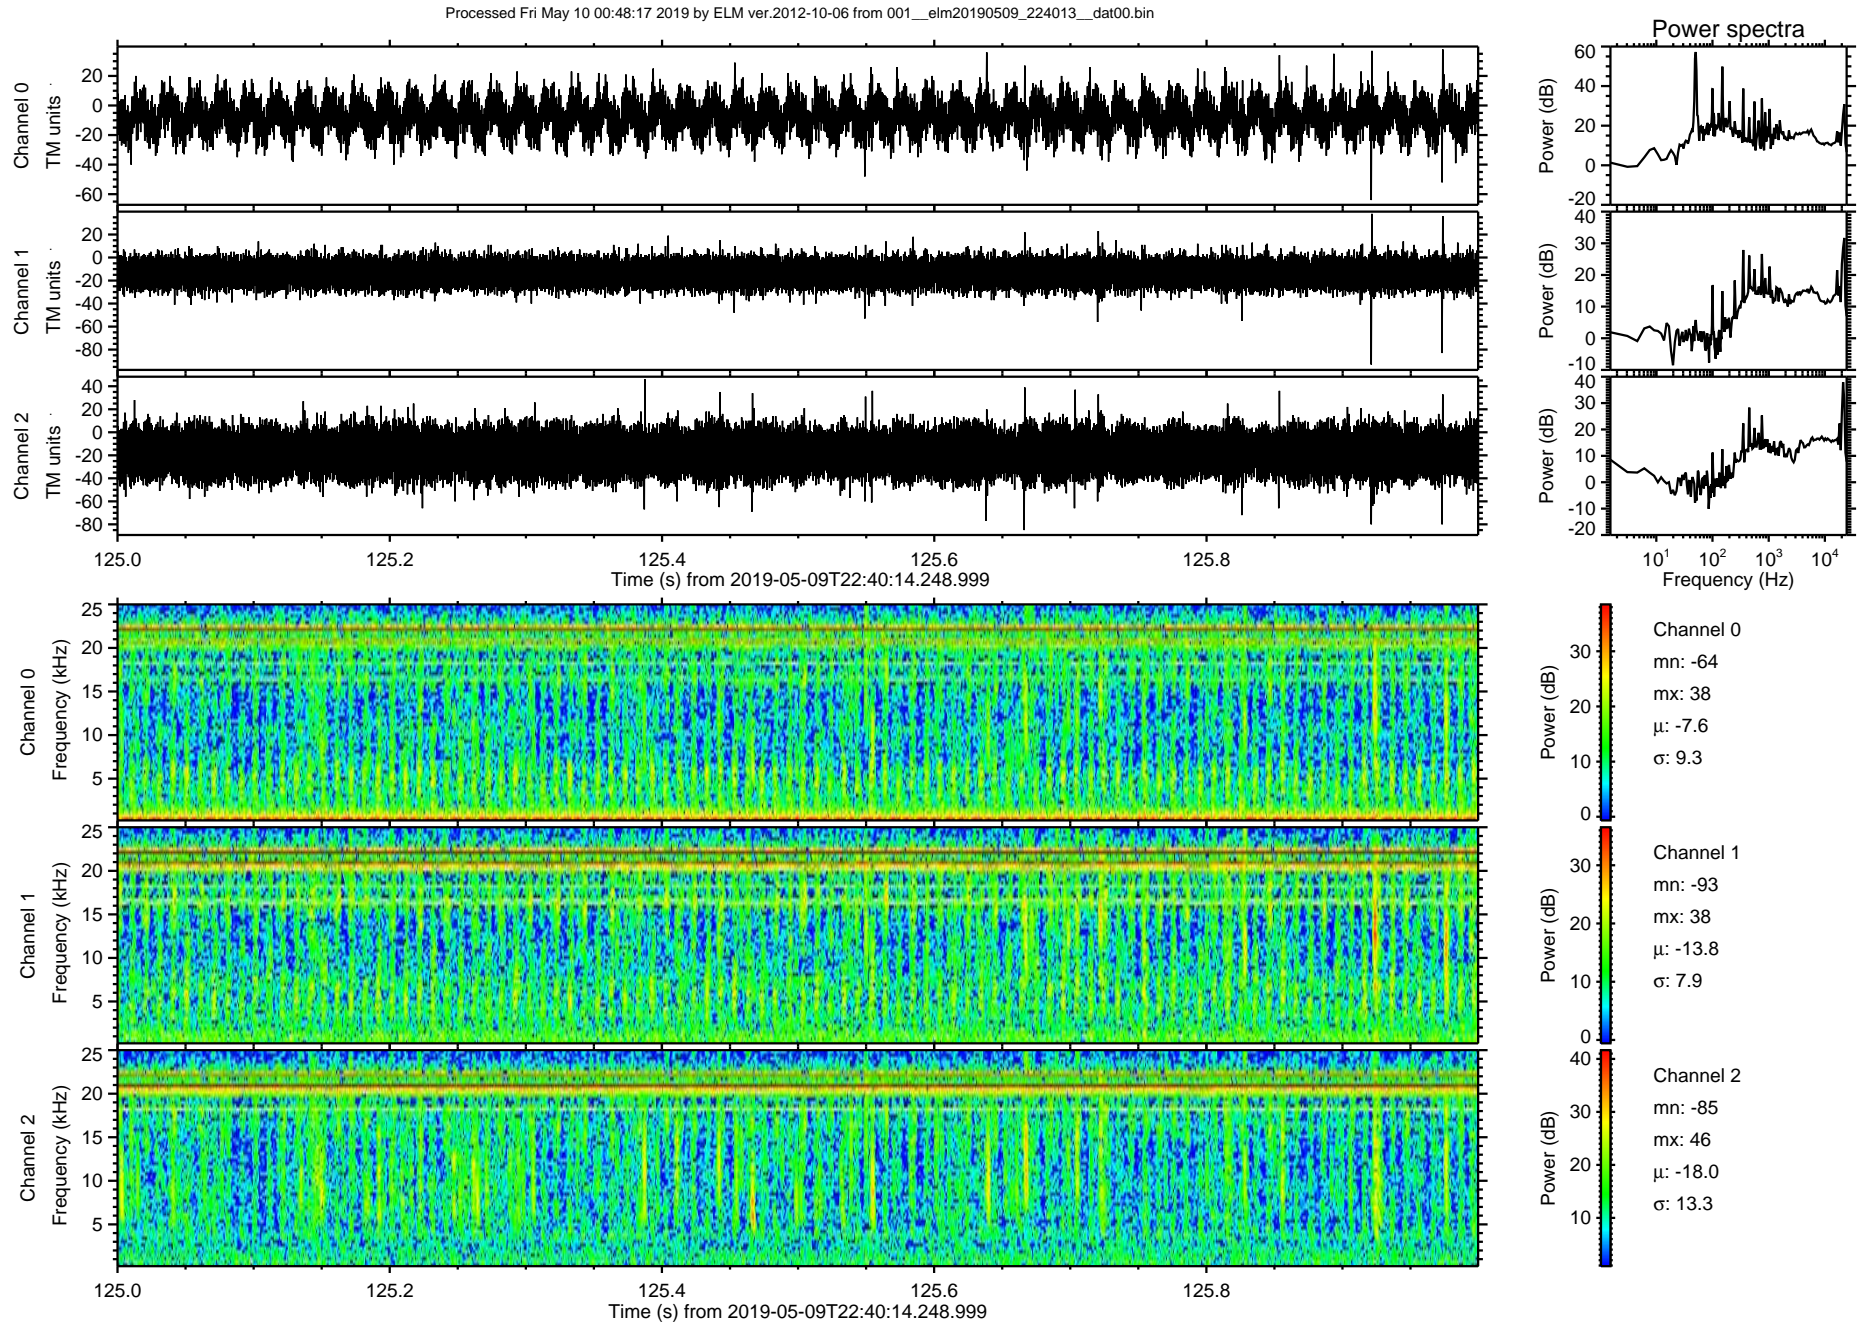 Processed Fri May 10 00:48:17 2019 by ELM ver.2012-10-06 from 001__elm20190509_224013__dat00.bin
Power spectra
Channel 0
TM units
20
0
-20
-40
-60
Power (dB)
60
40
20
0
-20
Channel 1
TM units
20
0
-20
-40
-60
-80
Power (dB)
40
30
20
10
0
-10
Channel 2
TM units
40
20
0
-20
-40
-60
-80
Power (dB)
40
30
20
10
0
-10
-20
125.0 125.2 125.4 125.6 125.8
Time (s) from 2019-05-09T22:40:14.248.999
10^1 10^2 10^3 10^4
Frequency (Hz)
Channel 0
Frequency (kHz)
25
20
15
10
5
Power (dB)
30
20
10
0
Channel 0
mn: -64
mx: 38
μ: -7.6
σ: 9.3
Channel 1
Frequency (kHz)
25
20
15
10
5
Power (dB)
30
20
10
0
Channel 1
mn: -93
mx: 38
μ: -13.8
σ: 7.9
Channel 2
Frequency (kHz)
25
20
15
10
5
Power (dB)
40
30
20
10
Channel 2
mn: -85
mx: 46
μ: -18.0
σ: 13.3
125.0 125.2 125.4 125.6 125.8
Time (s) from 2019-05-09T22:40:14.248.999